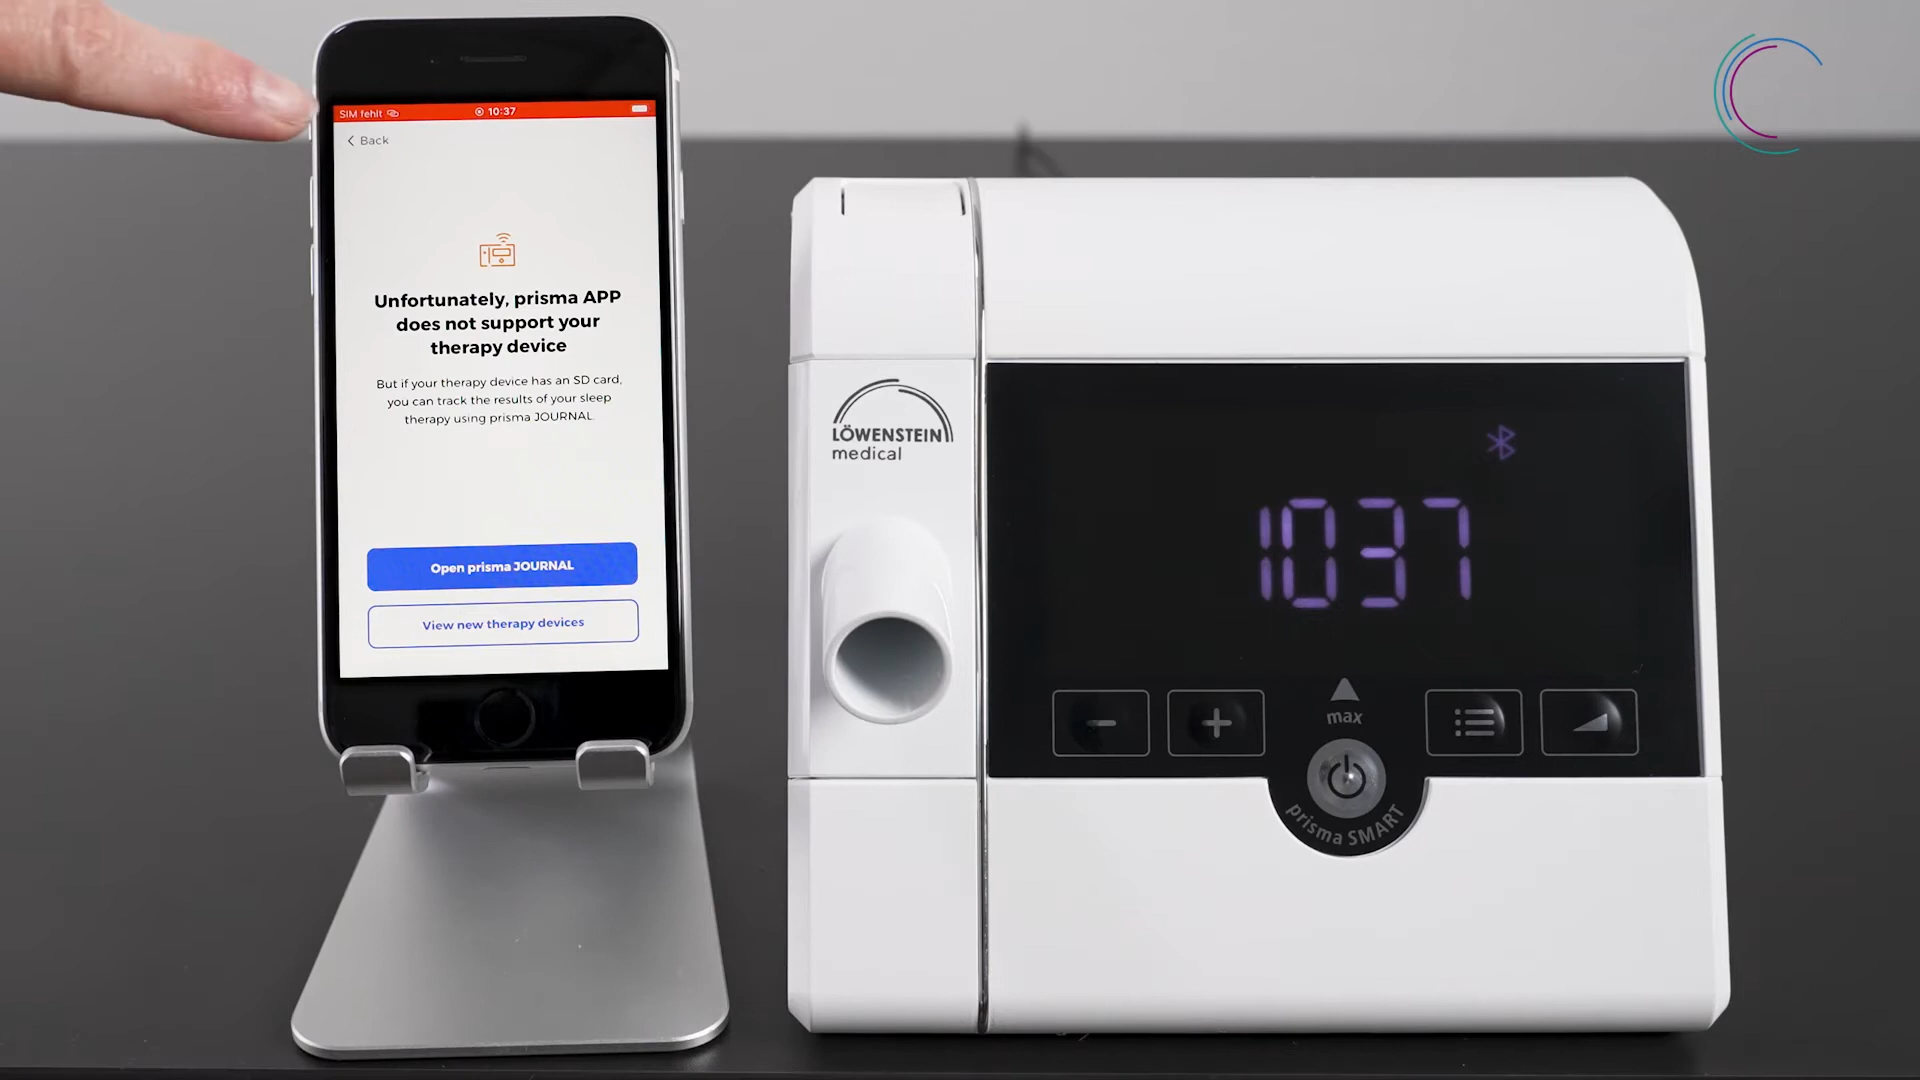 SIM fehlt
10:37
Back
Unfortunately, prisma APP
does not support your
therapy device
But if your therapy device has an SD card,
you can track the results of your sleep
therapy using prisma JOURNAL.
Open prisma JOURNAL
View new therapy devices
LÖWENSTEIN
medical
1037
max
prisma SMART